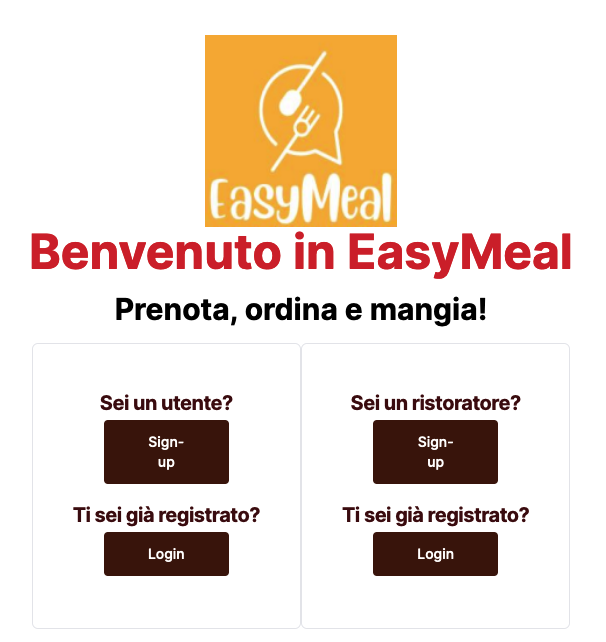 EasyMeal
Benvenuto in EasyMeal
Prenota, ordina e mangia!
Sei un utente?
Sign-
up
Ti sei già registrato?
Login
Sei un ristoratore?
Sign-
up
Ti sei già registrato?
Login